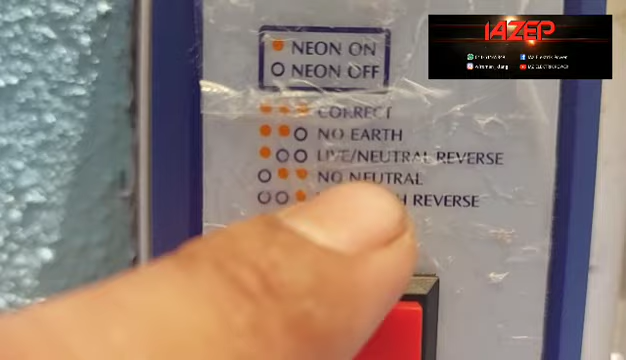 IAZEP
NEON ON
NEON OFF
CORRECT
NO EARTH
LIVE/NEUTRAL REVERSE
NO NEUTRAL
REVERSE